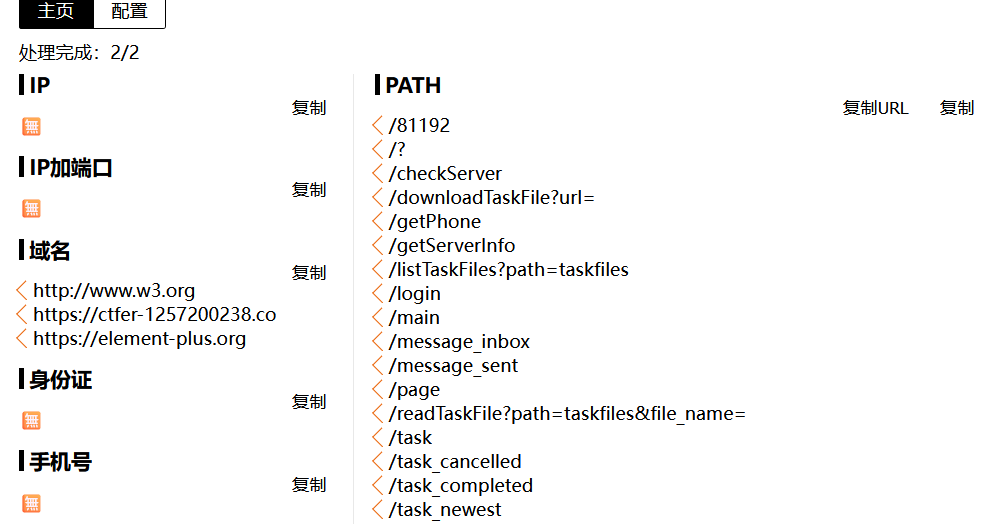 主页 配置
处理完成：2/2
IP
复制
無
IP加端口
复制
無
域名
复制
http://www.w3.org
https://ctfer-1257200238.co
https://element-plus.org
身份证
复制
無
手机号
复制
無
PATH
复制URL 复制
/81192
/?
/checkServer
/downloadTaskFile?url=
/getPhone
/getServerInfo
/listTaskFiles?path=taskfiles
/login
/main
/message_inbox
/message_sent
/page
/readTaskFile?path=taskfiles&file_name=
/task
/task_cancelled
/task_completed
/task_newest